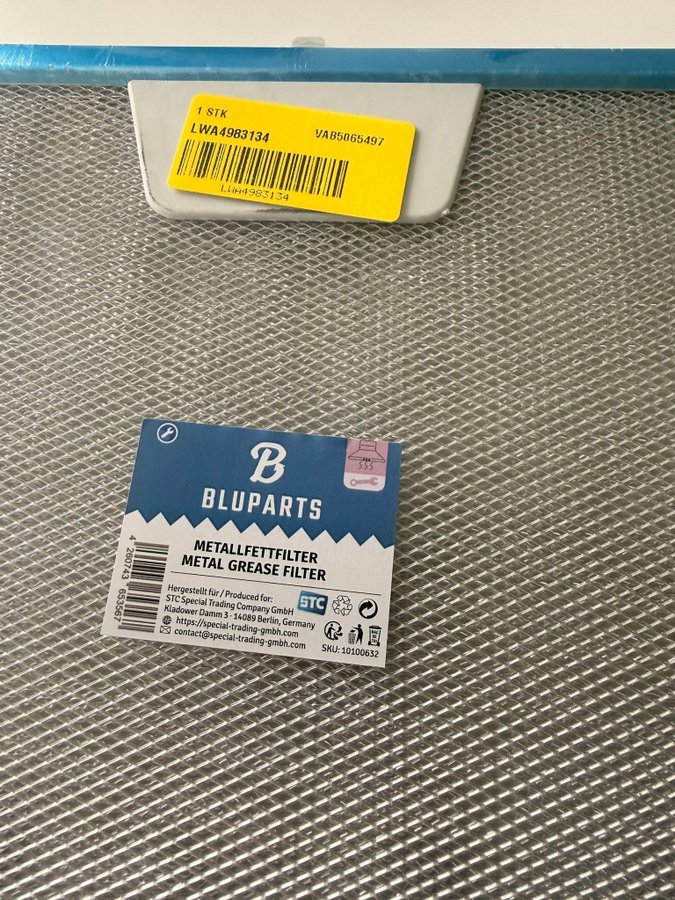 1 STK
LWA4983134 VAB5065497
LWA4983134
B
BLUPARTS
METALLFETTFILTER
METAL GREASE FILTER
Hergestellt für / Produced for:
STC Special Trading Company GmbH
Kladower Damm 3 · 14089 Berlin, Germany
https://special-trading-gmbh.com
contact@special-trading-gmbh.com
STC
SKU: 10100632
4 260743 653567